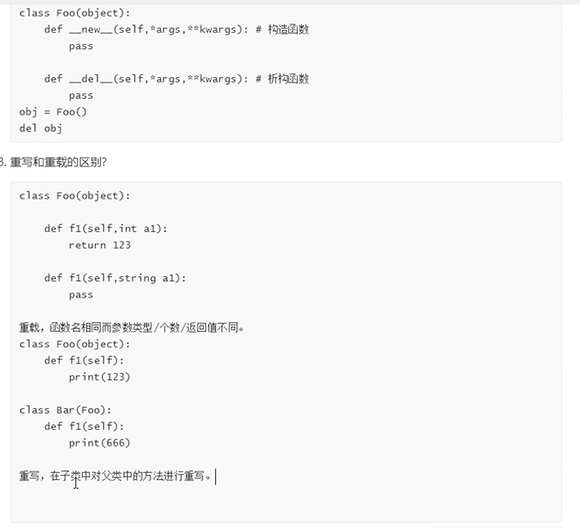 class Foo(object):
    def __new__(self,*args,**kwargs): # 构造函数
        pass

    def __del__(self,*args,**kwargs): # 析构函数
        pass
obj = Foo()
del obj
3. 重写和重载的区别?
class Foo(object):

    def f1(self,int a1):
        return 123

    def f1(self,string a1):
        pass

重载，函数名相同而参数类型/个数/返回值不同。
class Foo(object):
    def f1(self):
        print(123)

class Bar(Foo):
    def f1(self):
        print(666)

重写，在子类中对父类中的方法进行重写。